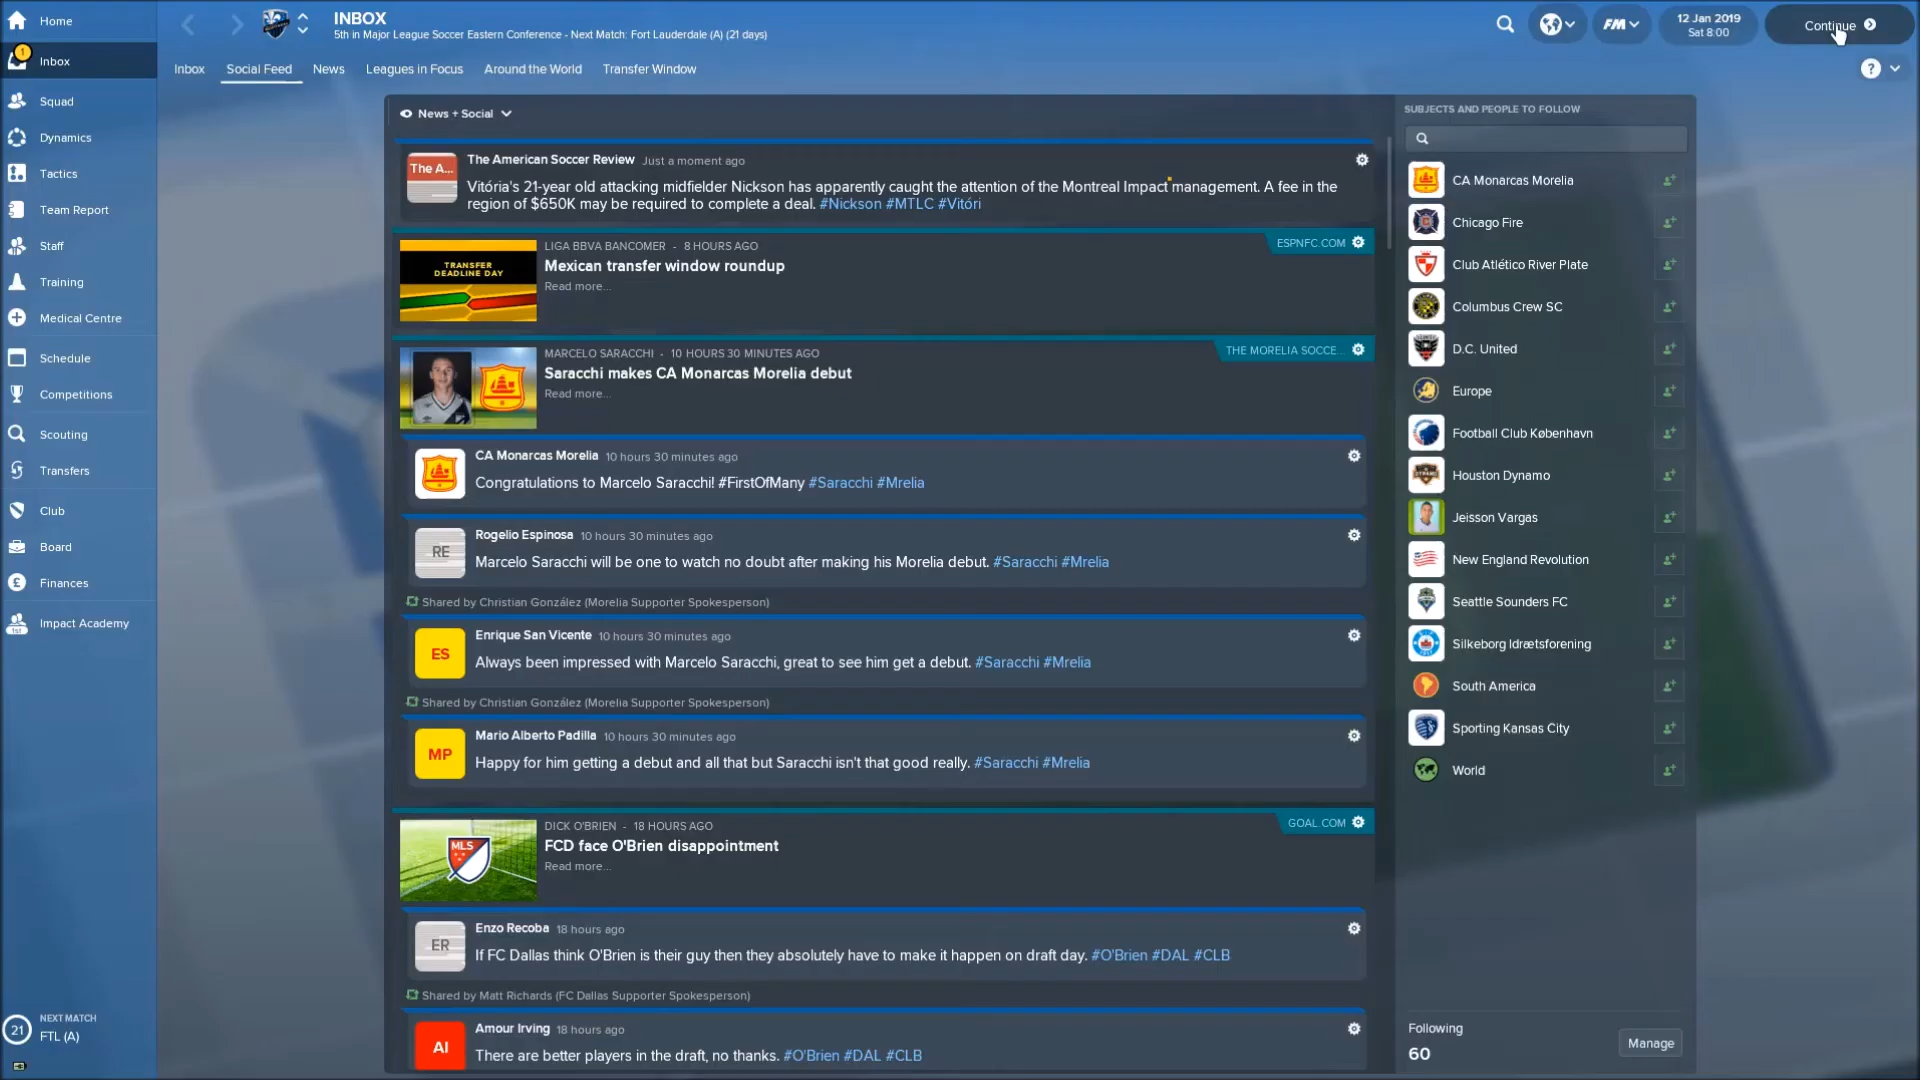 Home
1
Inbox
Squad
Dynamics
Tactics
Team Report
Staff
Training
Medical Centre
Schedule
Competitions
Scouting
Transfers
Club
Board
Finances
1st
Impact Academy
21
NEXT MATCH
FTL (A)
INBOX
5th in Major League Soccer Eastern Conference - Next Match: Fort Lauderdale (A) (21 days)
FM
12 Jan 2019
Sat 8:00
Continue
Inbox
Social Feed
News
Leagues in Focus
Around the World
Transfer Window
?
News + Social
The A...
The American Soccer Review Just a moment ago
Vitória's 21-year old attacking midfielder Nickson has apparently caught the attention of the Montreal Impact management. A fee in the
region of $650K may be required to complete a deal. #Nickson #MTLC #Vitóri
TRANSFER
DEADLINE DAY
LIGA BBVA BANCOMER - 8 HOURS AGO
ESPNFC.COM
Mexican transfer window roundup
Read more...
MARCELO SARACCHI - 10 HOURS 30 MINUTES AGO
THE MORELIA SOCCE...
Saracchi makes CA Monarcas Morelia debut
Read more...
CA Monarcas Morelia 10 hours 30 minutes ago
Congratulations to Marcelo Saracchi! #FirstOfMany #Saracchi #Mrelia
RE
Rogelio Espinosa 10 hours 30 minutes ago
Marcelo Saracchi will be one to watch no doubt after making his Morelia debut. #Saracchi #Mrelia
Shared by Christian González (Morelia Supporter Spokesperson)
ES
Enrique San Vicente 10 hours 30 minutes ago
Always been impressed with Marcelo Saracchi, great to see him get a debut. #Saracchi #Mrelia
Shared by Christian González (Morelia Supporter Spokesperson)
MP
Mario Alberto Padilla 10 hours 30 minutes ago
Happy for him getting a debut and all that but Saracchi isn't that good really. #Saracchi #Mrelia
MLS
DICK O'BRIEN - 18 HOURS AGO
GOAL.COM
FCD face O'Brien disappointment
Read more...
ER
Enzo Recoba 18 hours ago
If FC Dallas think O'Brien is their guy then they absolutely have to make it happen on draft day. #O'Brien #DAL #CLB
Shared by Matt Richards (FC Dallas Supporter Spokesperson)
AI
Amour Irving 18 hours ago
There are better players in the draft, no thanks. #O'Brien #DAL #CLB
SUBJECTS AND PEOPLE TO FOLLOW
CA Monarcas Morelia
Chicago Fire
Club Atlético River Plate
Columbus Crew SC
D.C. United
Europe
Football Club København
Houston Dynamo
Jeisson Vargas
New England Revolution
Seattle Sounders FC
Silkeborg Idrætsforening
South America
Sporting Kansas City
World
Following
60
Manage